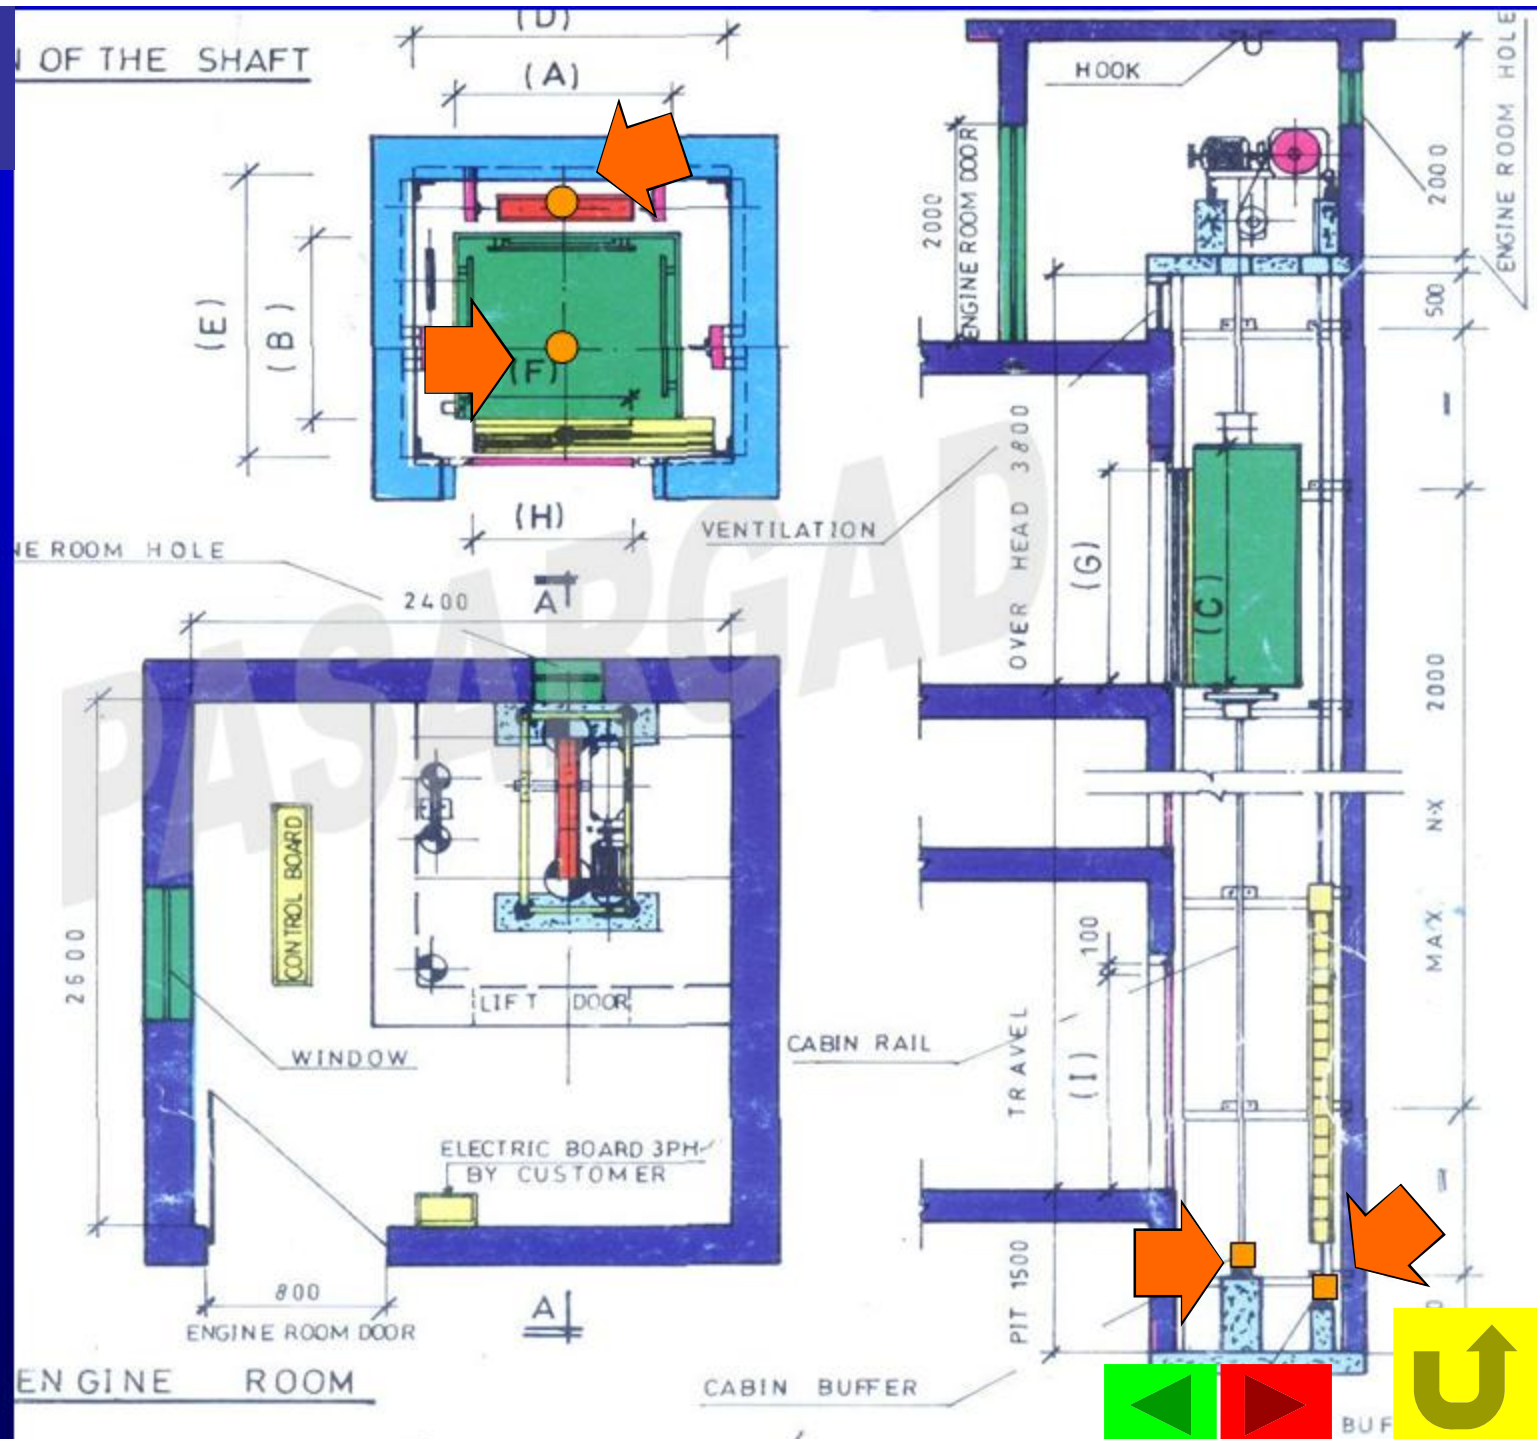 OF THE SHAFT
(D)
(A)
(E)
(B)
(F)
(H)
HOOK
ENGINE ROOM HOLE
2000
ENGINE ROOM DOOR
2000
500
VENTILATION
OVER HEAD 3800
(G)
(C)
ROOM HOLE
2400
A
PASARGAD
2600
CONTROL BOARD
LIFT DOOR
WINDOW
ELECTRIC BOARD 3PH
BY CUSTOMER
800
ENGINE ROOM DOOR
A
ENGINE ROOM
2000
MAX. N·X
100
CABIN RAIL
TRAVEL
(I)
PIT 1500
CABIN BUFFER